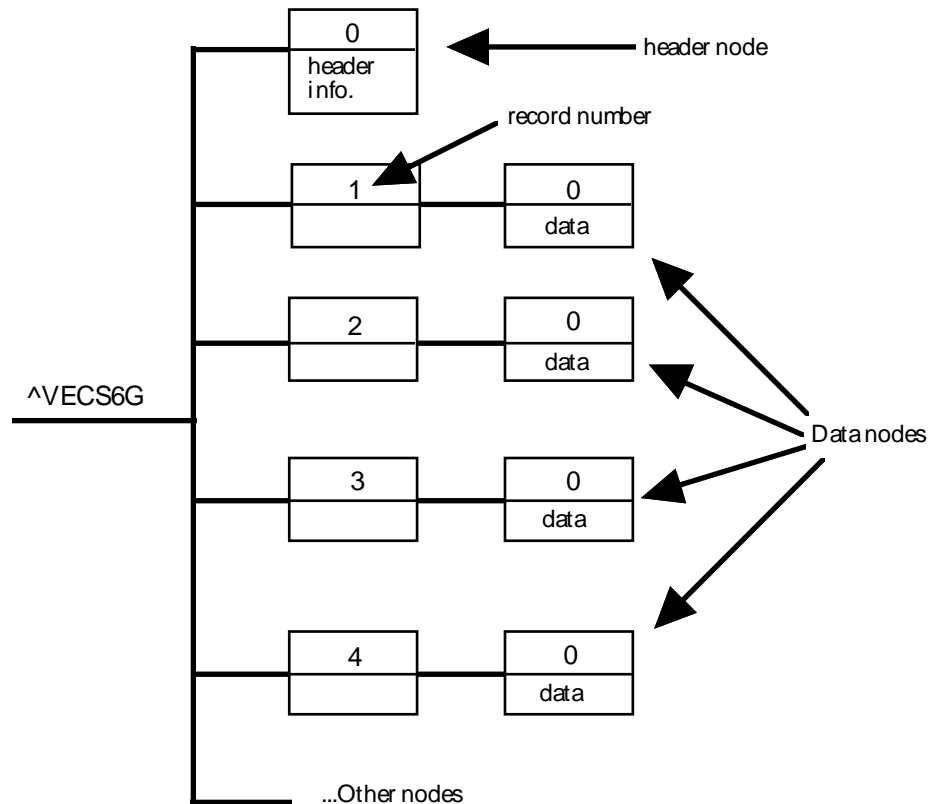 0
header
info.
header node
record number
1
0
data
2
0
data
^VECS6G
Data nodes
3
0
data
4
0
data
...Other nodes